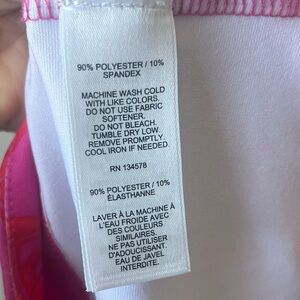 90% POLYESTER / 10%
SPANDEX
MACHINE WASH COLD
WITH LIKE COLORS.
DO NOT USE FABRIC
SOFTENER.
DO NOT BLEACH.
TUMBLE DRY LOW.
REMOVE PROMPTLY.
COOL IRON IF NEEDED.
RN 134578
90% POLYESTER / 10%
ÉLASTHANNE
LAVER À LA MACHINE À
L'EAU FROIDE AVEC
DES COULEURS
SIMILAIRES.
NE PAS UTILISER
D'ADOUCISSANT.
EAU DE JAVEL
INTERDITE.